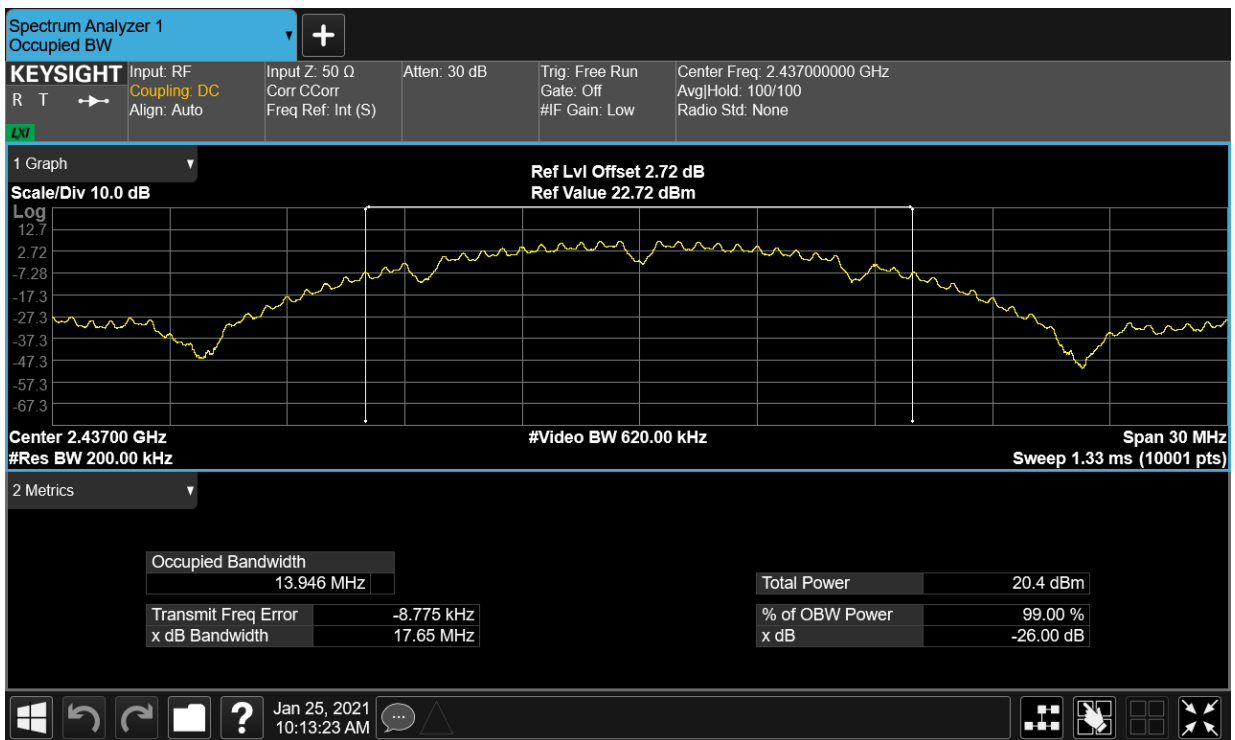 Spectrum Analyzer 1
Occupied BW
KEYSIGHT
R T
LXI
Input: RF
Coupling: DC
Align: Auto
Input Z: 50 Ω
Corr CCorr
Freq Ref: Int (S)
Atten: 30 dB
Trig: Free Run
Gate: Off
#IF Gain: Low
Center Freq: 2.437000000 GHz
Avg|Hold: 100/100
Radio Std: None
1 Graph
Scale/Div 10.0 dB
Ref Lvl Offset 2.72 dB
Ref Value 22.72 dBm
Log
12.7
2.72
-7.28
-17.3
-27.3
-37.3
-47.3
-57.3
-67.3
Center 2.43700 GHz
#Video BW 620.00 kHz
Span 30 MHz
#Res BW 200.00 kHz
Sweep 1.33 ms (10001 pts)
2 Metrics
Occupied Bandwidth
13.946 MHz
Total Power 20.4 dBm
Transmit Freq Error -8.775 kHz
% of OBW Power 99.00 %
x dB Bandwidth 17.65 MHz
x dB -26.00 dB
?
Jan 25, 2021
10:13:23 AM